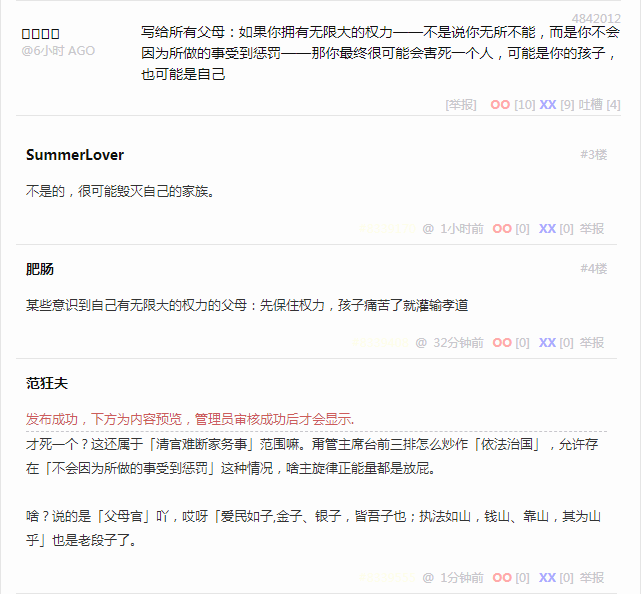 4842012
@6小时 AGO
写给所有父母：如果你拥有无限大的权力——不是说你无所不能，而是你不会
因为所做的事受到惩罚——那你最终很可能会害死一个人，可能是你的孩子，
也可能是自己
[举报] OO [10] XX [9] 吐槽 [4]
SummerLover #3楼
不是的，很可能毁灭自己的家族。
@ 1小时前 OO [0] XX [0] 举报
肥肠 #4楼
某些意识到自己有无限大的权力的父母：先保住权力，孩子痛苦了就灌输孝道
@ 32分钟前 OO [0] XX [0] 举报
范狂夫
发布成功，下方为内容预览，管理员审核成功后才会显示.
才死一个？这还属于「清官难断家务事」范围嘛。甭管主席台前三排怎么炒作「依法治国」，允许存
在「不会因为所做的事受到惩罚」这种情况，啥主旋律正能量都是放屁。
啥？说的是「父母官」吖，哎呀「爱民如子,金子、银子，皆吾子也；执法如山，钱山、靠山，其为山
乎」也是老段子了。
@ 1分钟前 OO [0] XX [0] 举报